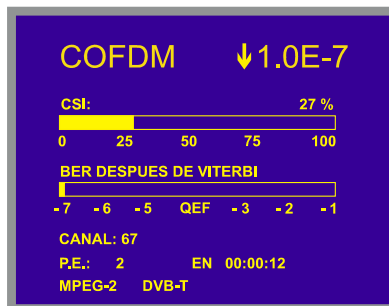 COFDM ↓1.0E-7
CSI: 27 %
0 25 50 75 100
BER DESPUES DE VITERBI
- 7 - 6 - 5 QEF - 3 - 2 - 1
CANAL: 67
P.E.: 2 EN 00:00:12
MPEG-2 DVB-T